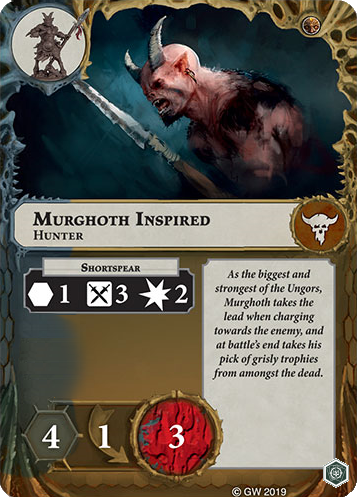 Murghoth Inspired
Hunter
Shortspear
1 3 2
As the biggest and
strongest of the Ungors,
Murghoth takes the
lead when charging
towards the enemy, and
at battle's end takes his
pick of grisly trophies
from amongst the dead.
4 1 3
© GW 2019